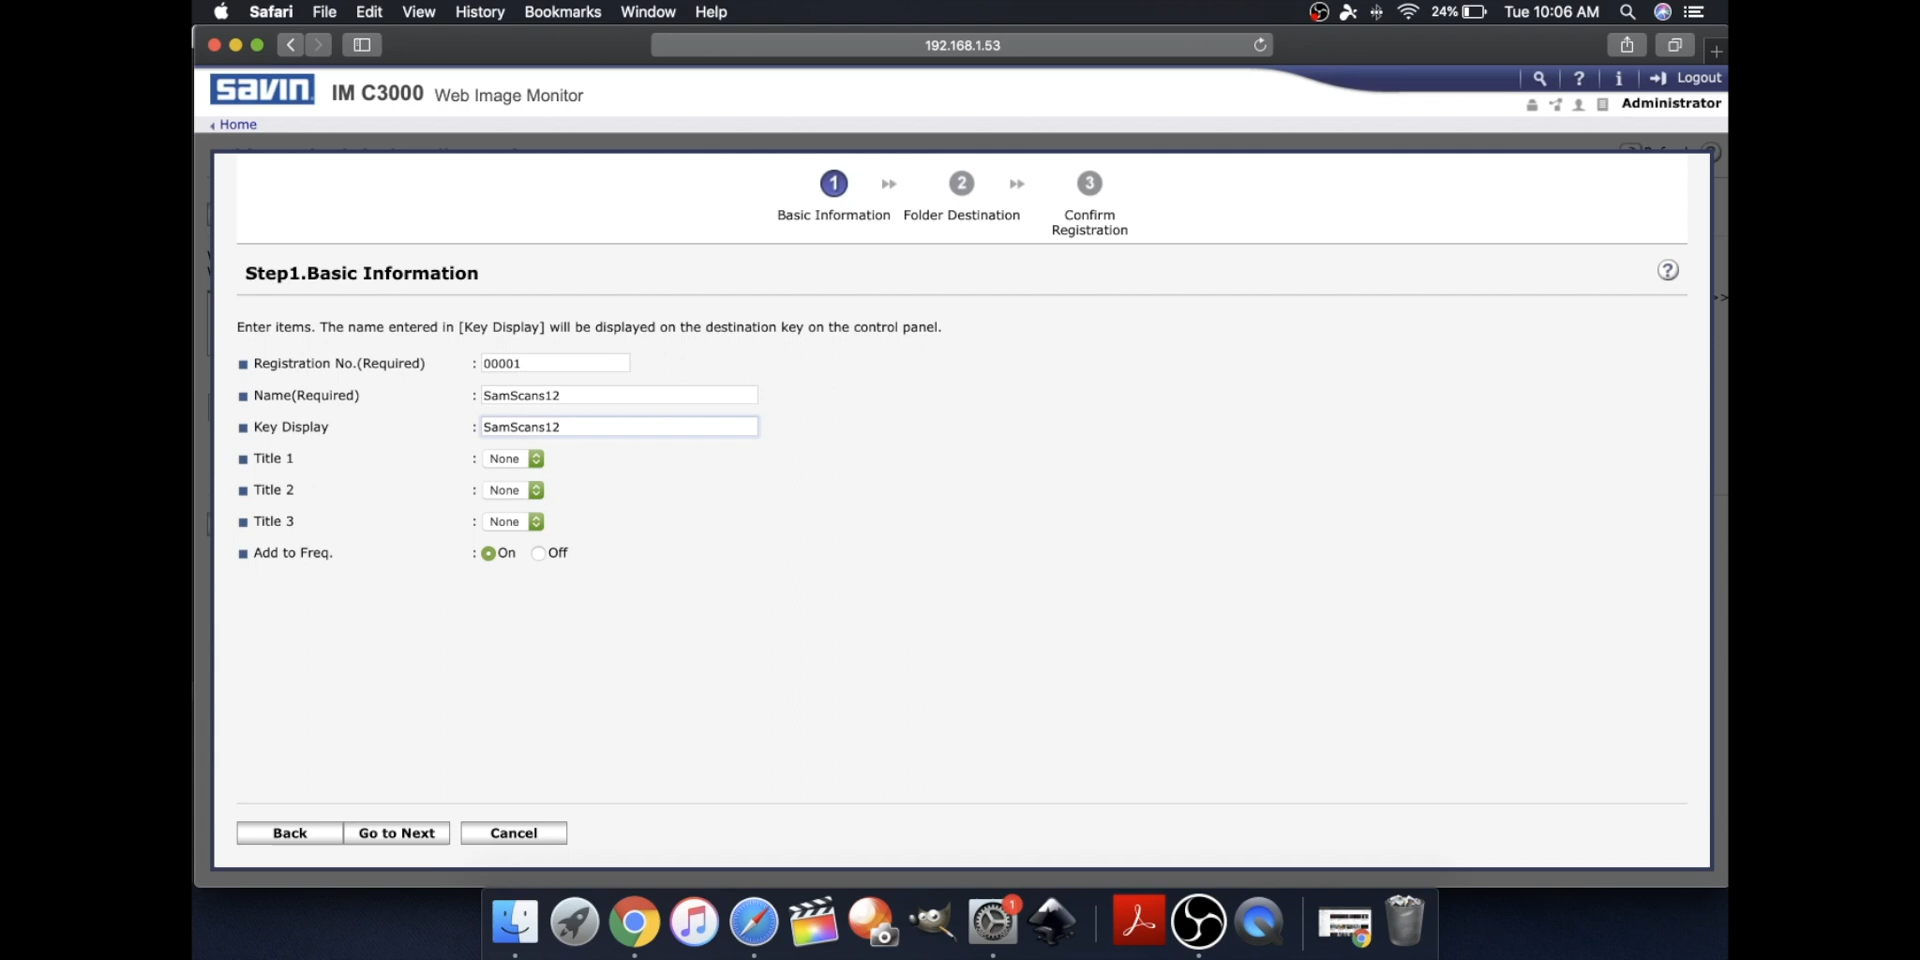 Safari File Edit View History Bookmarks Window Help 24% Tue 10:06 AM
192.168.1.53
savin IM C3000 Web Image Monitor
? i Logout
Administrator
Home
1 2 3
Basic Information Folder Destination Confirm Registration
Step1.Basic Information ?
Enter items. The name entered in [Key Display] will be displayed on the destination key on the control panel.
Registration No.(Required) : 00001
Name(Required) : SamScans12
Key Display : SamScans12
Title 1 : None
Title 2 : None
Title 3 : None
Add to Freq. : On Off
Back Go to Next Cancel
1